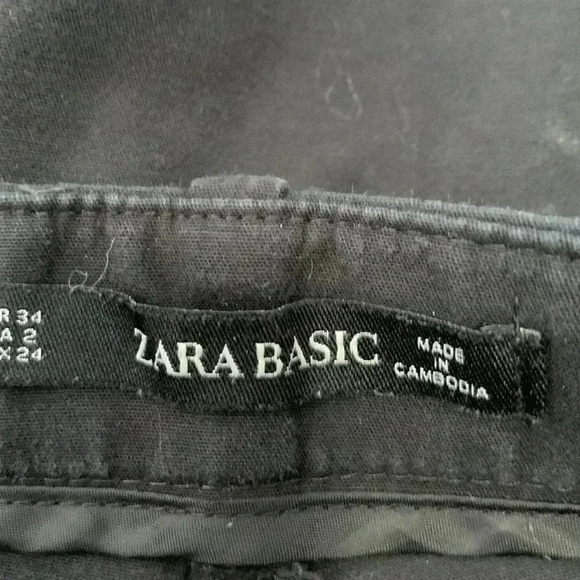 R 34
A 2
X 24
ZARA BASIC
MADE
IN
CAMBODIA